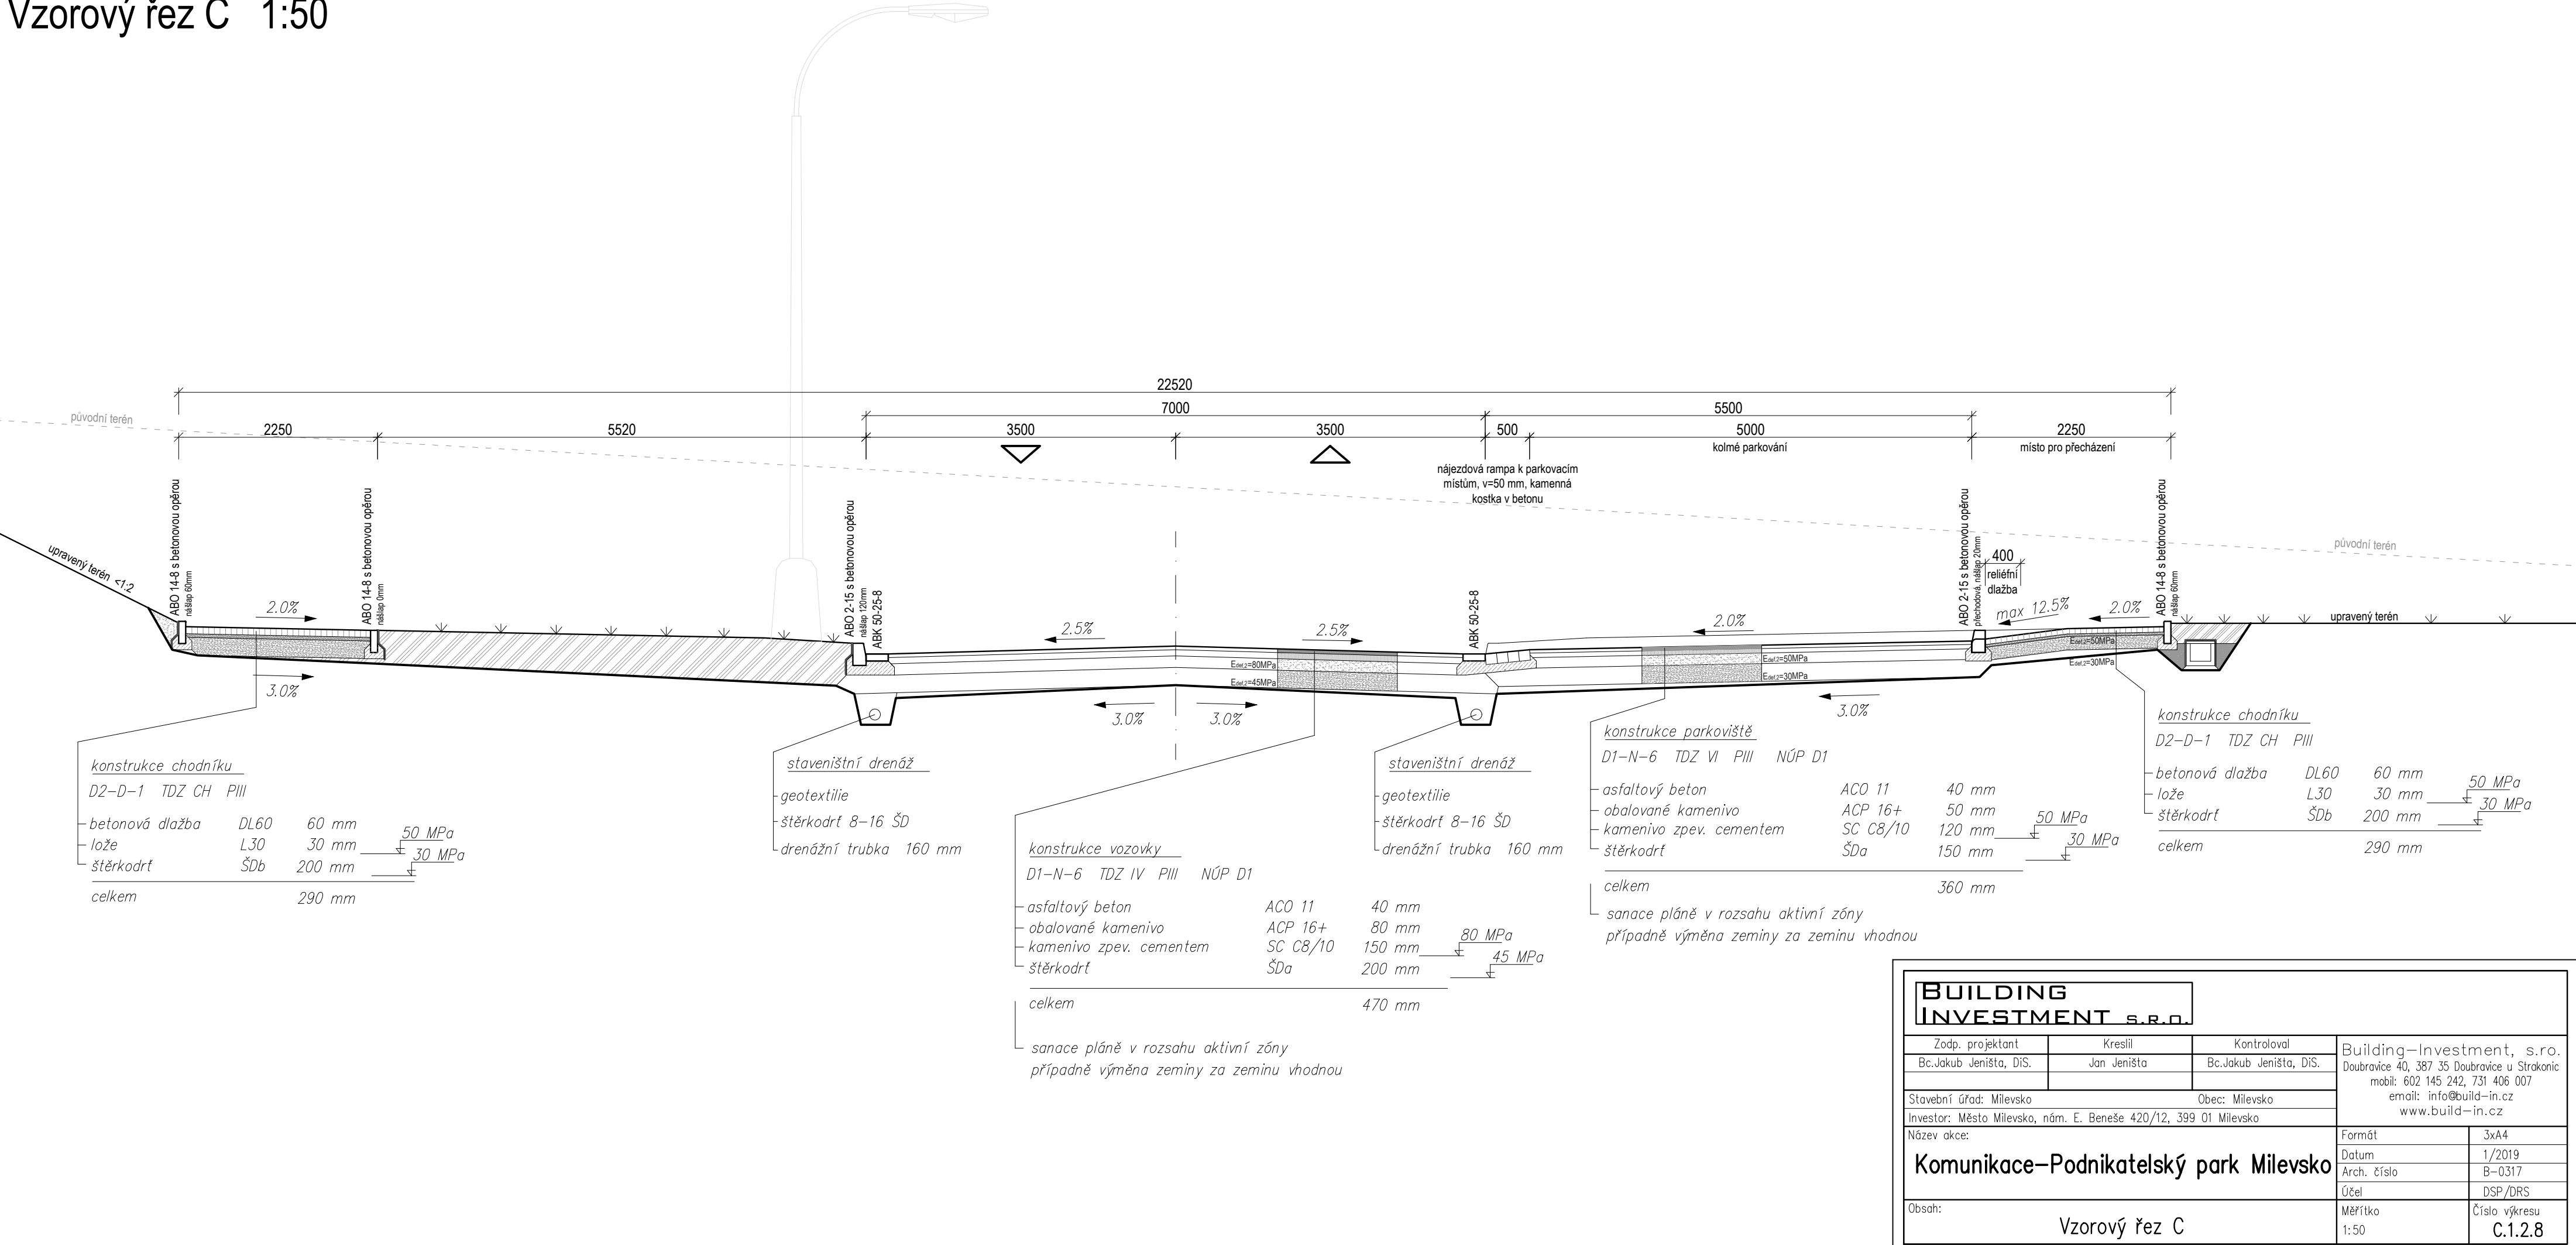 Vzorový řez C 1:50
22520
7000
5500
2250
5520
3500
3500
500
5000
2250
kolmé parkování
místo pro přecházení
nájezdová rampa k parkovacím
místům, v=50 mm, kamenná
kostka v betonu
původní terén
původní terén
upravený terén <1:2
upravený terén
ABO 14-8 s betonovou opěrou
nášlap 60mm
ABO 14-8 s betonovou opěrou
nášlap 0mm
ABO 2-15 s betonovou opěrou
nášlap 120mm
ABK 50-25-8
ABK 50-25-8
ABO 2-15 s betonovou opěrou
přechodová, nášlap 20mm
400
reliéfní
dlažba
ABO 14-8 s betonovou opěrou
nášlap 60mm
2.0%
2.5%
2.5%
2.0%
max 12.5%
2.0%
3.0%
3.0%
3.0%
3.0%
Edef,2=80MPa
Edef,2=45MPa
Edef,2=50MPa
Edef,2=30MPa
Edef,2=50MPa
Edef,2=30MPa
konstrukce chodníku
D2-D-1 TDZ CH PIII
betonová dlažba DL60 60 mm
50 MPa
lože L30 30 mm
30 MPa
štěrkodrť ŠDb 200 mm
celkem 290 mm
staveništní drenáž
geotextilie
štěrkodrť 8-16 ŠD
drenážní trubka 160 mm
konstrukce vozovky
D1-N-6 TDZ IV PIII NÚP D1
asfaltový beton ACO 11 40 mm
obalované kamenivo ACP 16+ 80 mm
80 MPa
kamenivo zpev. cementem SC C8/10 150 mm
45 MPa
štěrkodrť ŠDa 200 mm
celkem 470 mm
sanace pláně v rozsahu aktivní zóny
případně výměna zeminy za zeminu vhodnou
staveništní drenáž
geotextilie
štěrkodrť 8-16 ŠD
drenážní trubka 160 mm
konstrukce parkoviště
D1-N-6 TDZ VI PIII NÚP D1
asfaltový beton ACO 11 40 mm
obalované kamenivo ACP 16+ 50 mm
50 MPa
kamenivo zpev. cementem SC C8/10 120 mm
30 MPa
štěrkodrť ŠDa 150 mm
celkem 360 mm
sanace pláně v rozsahu aktivní zóny
případně výměna zeminy za zeminu vhodnou
konstrukce chodníku
D2-D-1 TDZ CH PIII
betonová dlažba DL60 60 mm
50 MPa
lože L30 30 mm
30 MPa
štěrkodrť ŠDb 200 mm
celkem 290 mm
BUILDING
INVESTMENT S.R.O.
Zodp. projektant Kreslil Kontroloval
Bc.Jakub Jeništa, DiS. Jan Jeništa Bc.Jakub Jeništa, DiS.
Building-Investment, s.r.o.
Doubravice 40, 387 35 Doubravice u Strakonic
mobil: 602 145 242, 731 406 007
email: info@build-in.cz
www.build-in.cz
Stavební úřad: Milevsko Obec: Milevsko
Investor: Město Milevsko, nám. E. Beneše 420/12, 399 01 Milevsko
Název akce:
Komunikace-Podnikatelský park Milevsko
Formát 3xA4
Datum 1/2019
Arch. číslo B-0317
Účel DSP/DRS
Obsah:
Vzorový řez C
Měřítko
1:50
Číslo výkresu
C.1.2.8